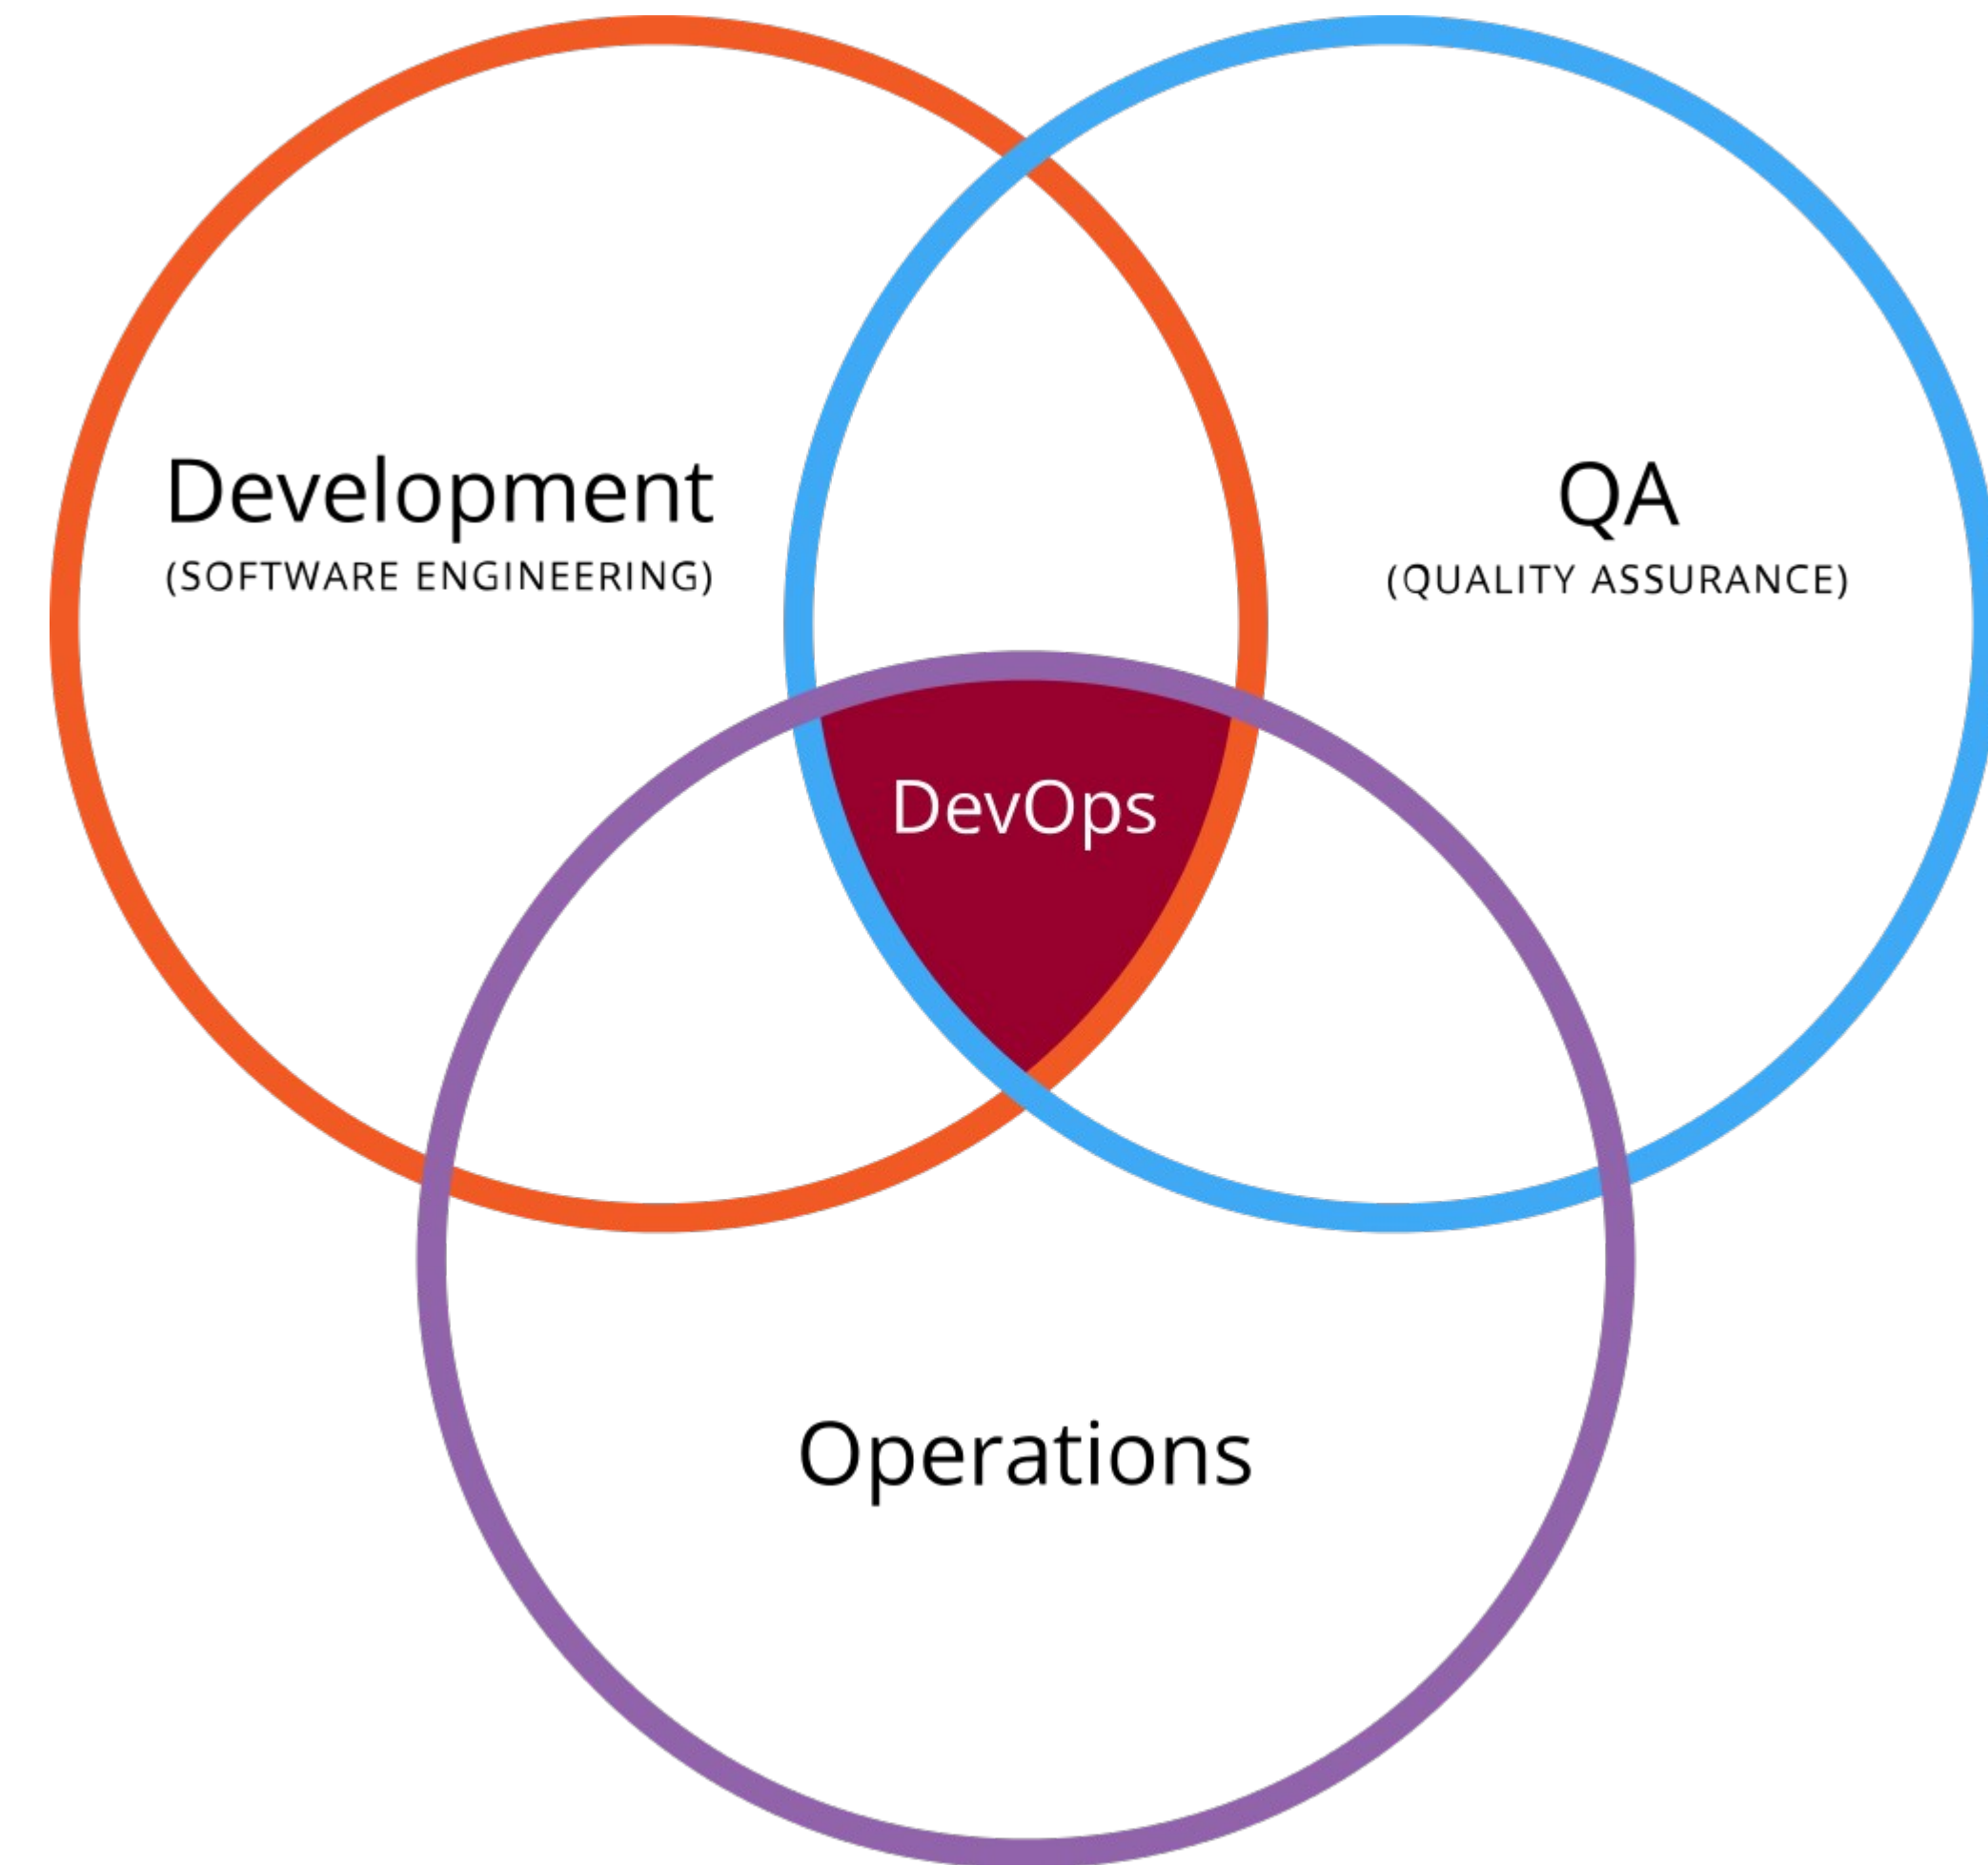 Development
(SOFTWARE ENGINEERING)
QA
(QUALITY ASSURANCE)
DevOps
Operations